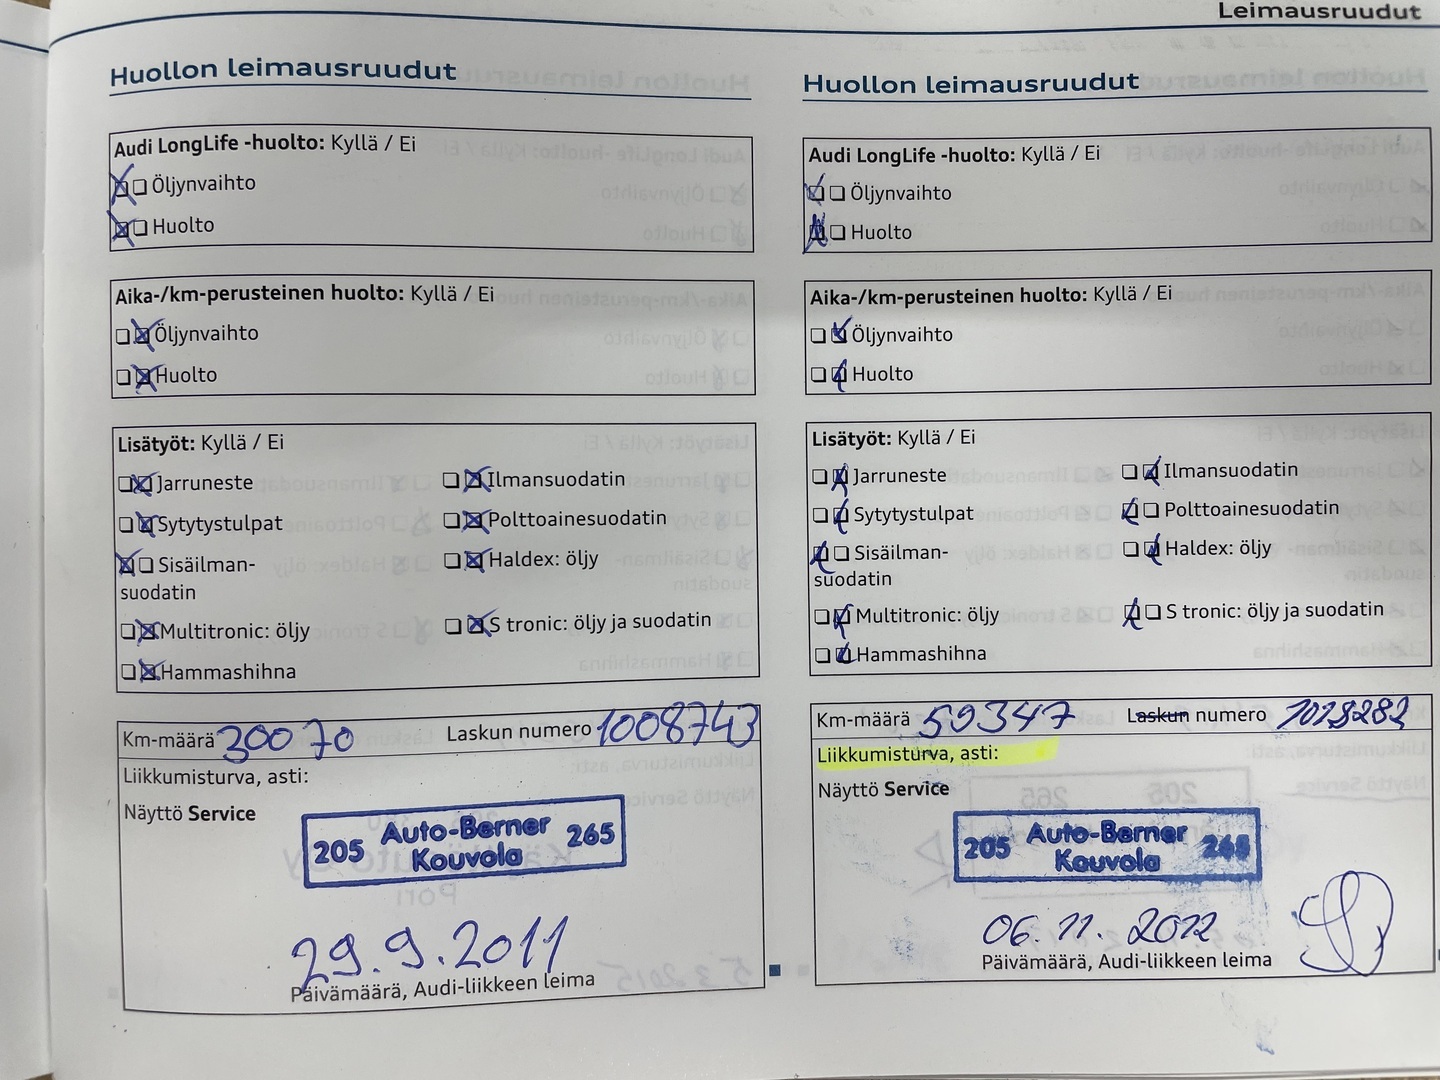 Leimausruudut
Huollon leimausruudut
Audi LongLife -huolto: Kyllä / Ei
Öljynvaihto
Huolto
Aika-/km-perusteinen huolto: Kyllä / Ei
Öljynvaihto
Huolto
Lisätyöt: Kyllä / Ei
Jarruneste
Sytytystulpat
Sisäilman-
suodatin
Multitronic: öljy
Hammashihna
Ilmansuodatin
Polttoainesuodatin
Haldex: öljy
S tronic: öljy ja suodatin
Km-määrä 30070 Laskun numero 1008743
Liikkumisturva, asti:
Näyttö Service
205 Auto-Berner 265
Kouvola
29.9.2011
Päivämäärä, Audi-liikkeen leima
Huollon leimausruudut
Audi LongLife -huolto: Kyllä / Ei
Öljynvaihto
Huolto
Aika-/km-perusteinen huolto: Kyllä / Ei
Öljynvaihto
Huolto
Lisätyöt: Kyllä / Ei
Jarruneste
Sytytystulpat
Sisäilman-
suodatin
Multitronic: öljy
Hammashihna
Ilmansuodatin
Polttoainesuodatin
Haldex: öljy
S tronic: öljy ja suodatin
Km-määrä 59347 Laskun numero
Liikkumisturva, asti:
Näyttö Service
205 Auto-Berner 265
Kouvola
06.11.2012
Päivämäärä, Audi-liikkeen leima